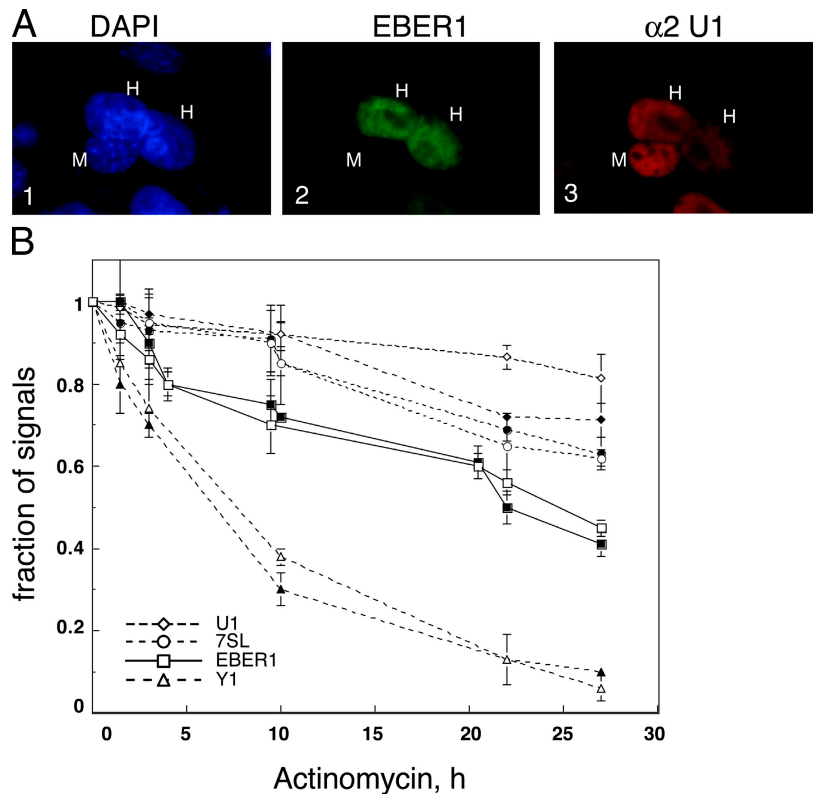 A
DAPI
EBER1
α2 U1
H
H
M
1
H
H
M
2
H
H
M
3
B
1
0.8
0.6
0.4
0.2
0
fraction of signals
U1
7SL
EBER1
Y1
0 5 10 15 20 25 30
Actinomycin, h